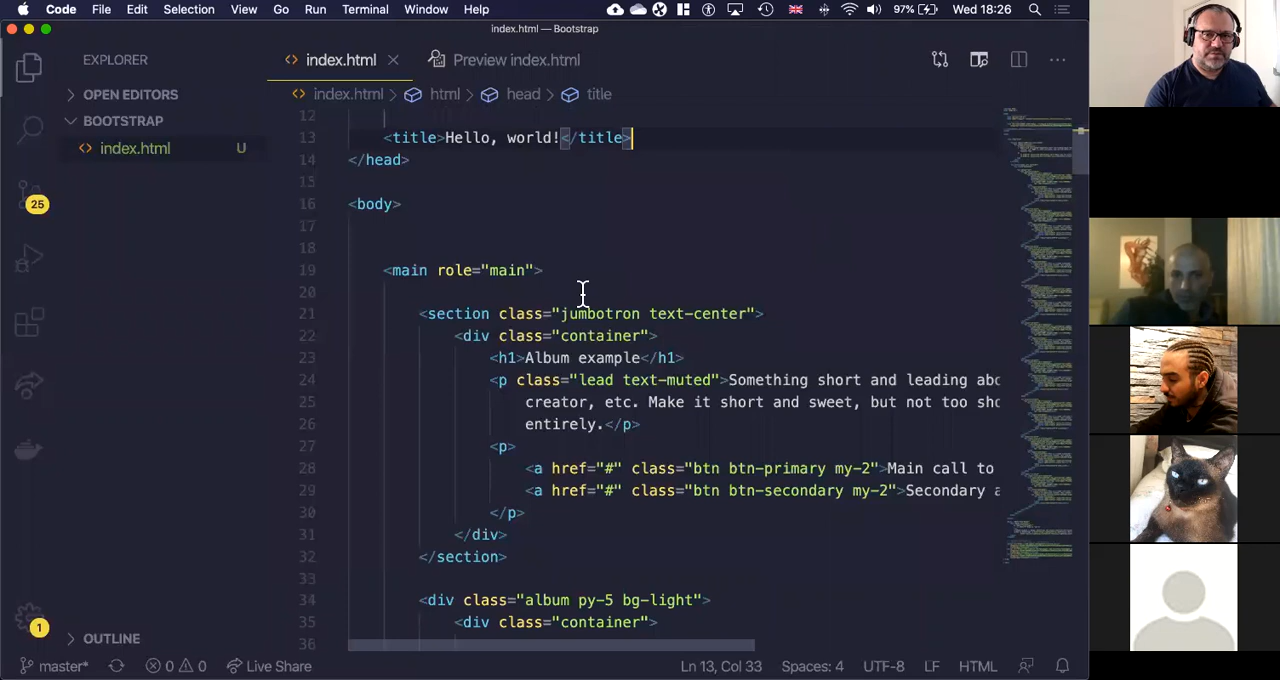 Code File Edit Selection View Go Run Terminal Window Help 97% Wed 18:26
index.html — Bootstrap
EXPLORER
index.html
Preview index.html
OPEN EDITORS
index.html > html > head > title
BOOTSTRAP
index.html U
25
1
12
13 <title>Hello, world!</title>
14 </head>
15
16 <body>
17
18
19 <main role="main">
20
21 <section class="jumbotron text-center">
22 <div class="container">
23 <h1>Album example</h1>
24 <p class="lead text-muted">Something short and leading abo
25 creator, etc. Make it short and sweet, but not too sho
26 entirely.</p>
27 <p>
28 <a href="#" class="btn btn-primary my-2">Main call to
29 <a href="#" class="btn btn-secondary my-2">Secondary a
30 </p>
31 </div>
32 </section>
33
34 <div class="album py-5 bg-light">
35 <div class="container">
36
OUTLINE
master* 0 0 Live Share Ln 13, Col 33 Spaces: 4 UTF-8 LF HTML